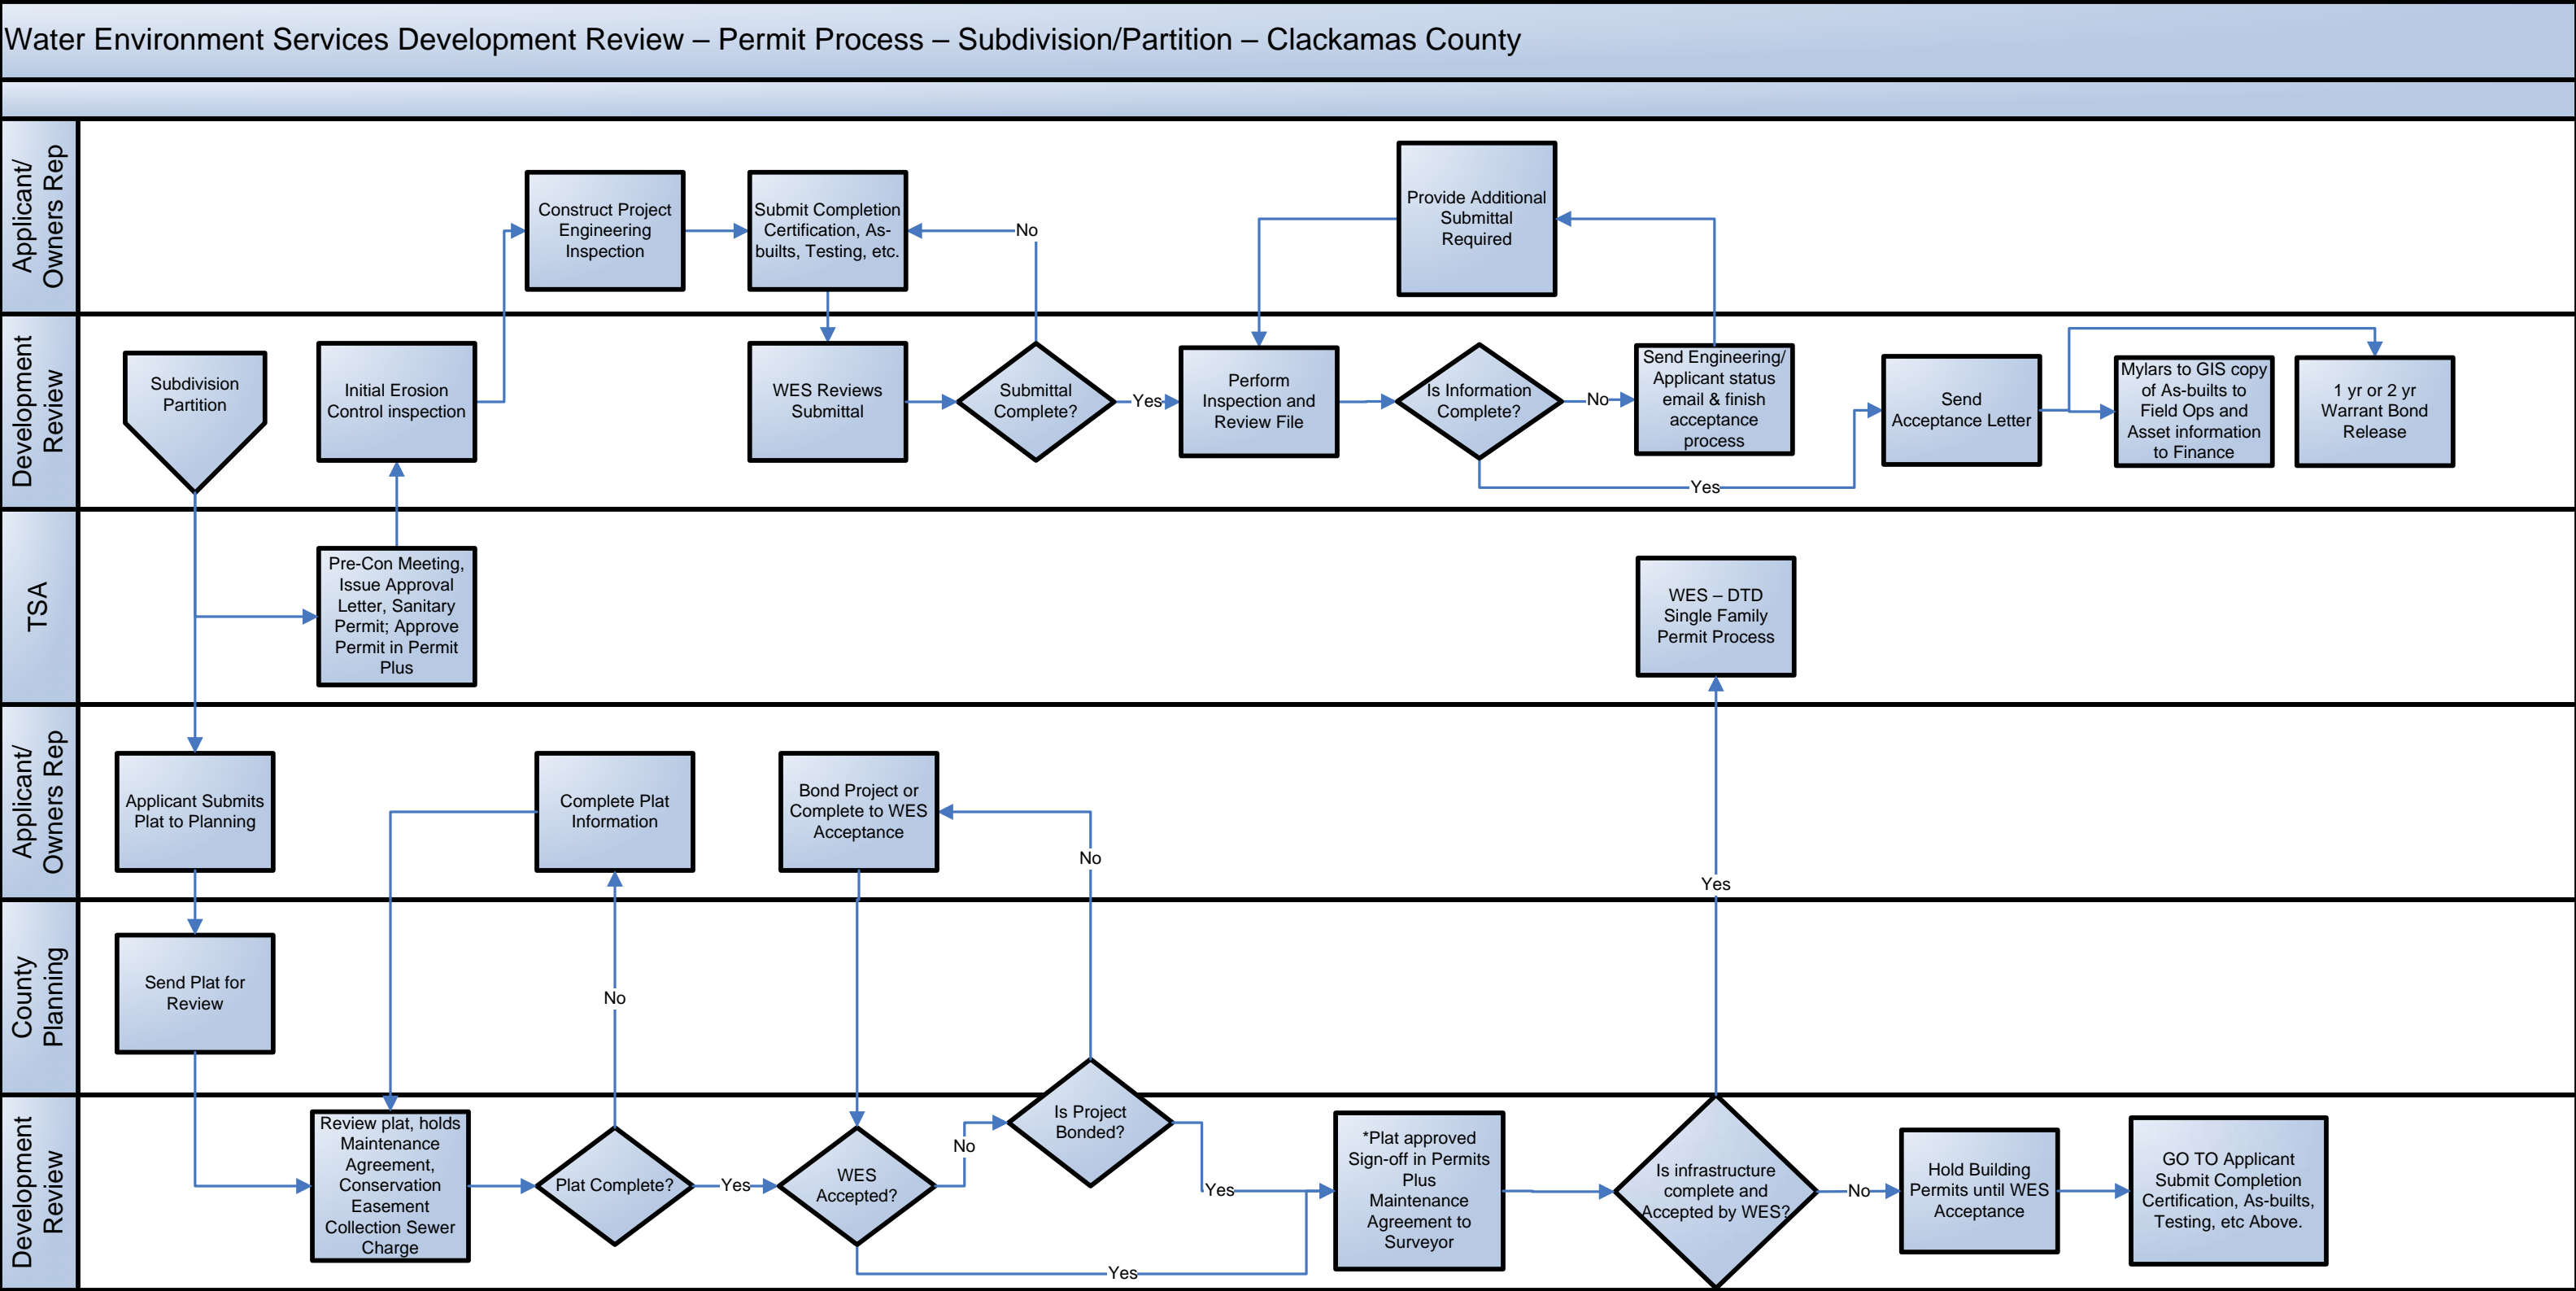 Water Environment Services Development Review – Permit Process – Subdivision/Partition – Clackamas County
Applicant/
Owners Rep
Construct Project
Engineering
Inspection
Submit Completion
Certification, As-
builts, Testing, etc.
No
Provide Additional
Submittal
Required
Development
Review
Subdivision
Partition
Initial Erosion
Control inspection
WES Reviews
Submittal
Submittal
Complete?
Yes
Perform
Inspection and
Review File
Is Information
Complete?
No
Send Engineering/
Applicant status
email & finish
acceptance
process
Yes
Send
Acceptance Letter
Mylars to GIS copy
of As-builts to
Field Ops and
Asset information
to Finance
1 yr or 2 yr
Warrant Bond
Release
TSA
Pre-Con Meeting,
Issue Approval
Letter, Sanitary
Permit; Approve
Permit in Permit
Plus
WES – DTD
Single Family
Permit Process
Applicant/
Owners Rep
Applicant Submits
Plat to Planning
Complete Plat
Information
Bond Project or
Complete to WES
Acceptance
No
Yes
County
Planning
Send Plat for
Review
No
Development
Review
Review plat, holds
Maintenance
Agreement,
Conservation
Easement
Collection Sewer
Charge
Plat Complete?
Yes
WES
Accepted?
No
Is Project
Bonded?
Yes
Yes
*Plat approved
Sign-off in Permits
Plus
Maintenance
Agreement to
Surveyor
Is infrastructure
complete and
Accepted by WES?
No
Hold Building
Permits until WES
Acceptance
GO TO Applicant
Submit Completion
Certification, As-builts,
Testing, etc Above.